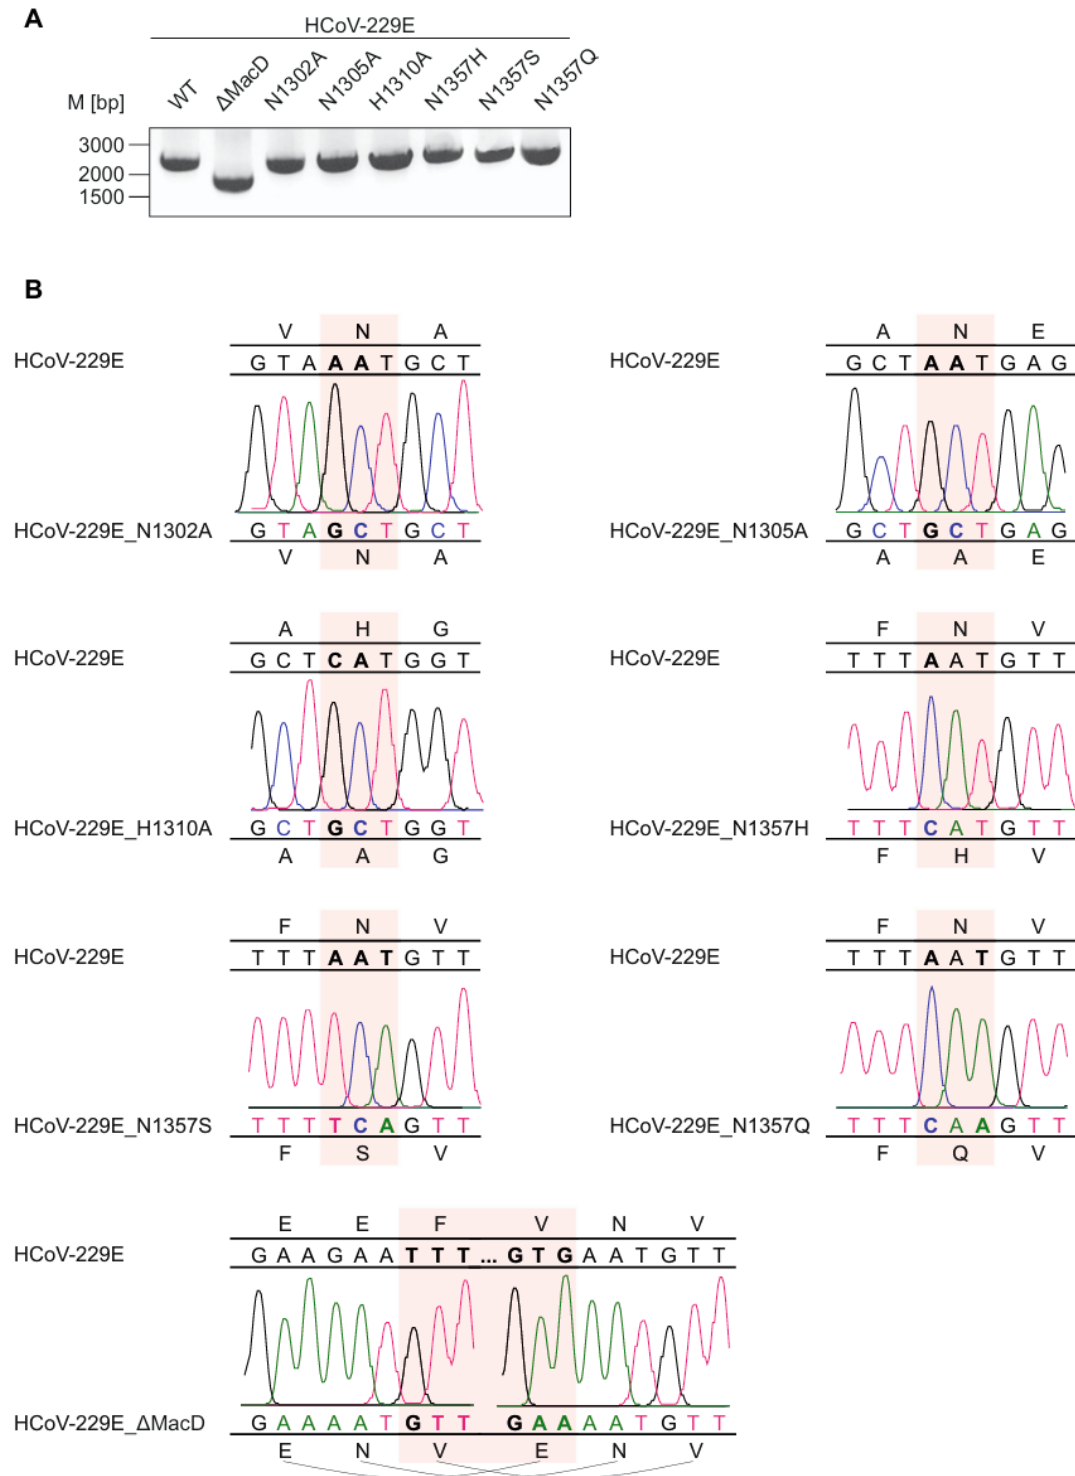 A
HCoV-229E
WT ΔMacD N1302A N1305A H1310A N1357H N1357S N1357Q
M [bp]
3000
2000
1500
B
V N A
HCoV-229E G T A A A T G C T
HCoV-229E_N1302A G T A G C T G C T
V N A
A N E
HCoV-229E G C T A A T G A G
HCoV-229E_N1305A G C T G C T G A G
A A E
A H G
HCoV-229E G C T C A T G G T
HCoV-229E_H1310A G C T G C T G G T
A A G
F N V
HCoV-229E T T T A A T G T T
HCoV-229E_N1357H T T T C A T G T T
F H V
F N V
HCoV-229E T T T A A T G T T
HCoV-229E_N1357S T T T T C A G T T
F S V
F N V
HCoV-229E T T T A A T G T T
HCoV-229E_N1357Q T T T C A A G T T
F Q V
E E F V N V
HCoV-229E G A A G A A T T T ... G T G A A T G T T
HCoV-229E_ΔMacD G A A A A T G T T G A A A A T G T T
E N V E N V